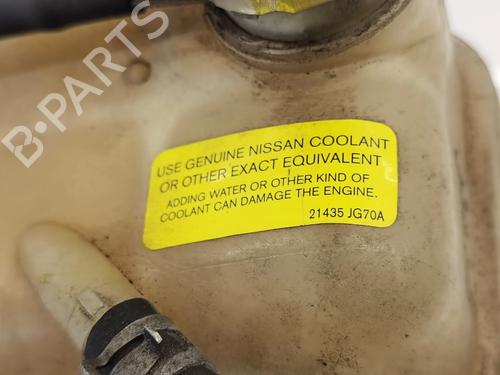 B-PARTS
USE GENUINE NISSAN COOLANT
OR OTHER EXACT EQUIVALENT
ADDING WATER OR OTHER KIND OF
COOLANT CAN DAMAGE THE ENGINE.
21435 JG70A